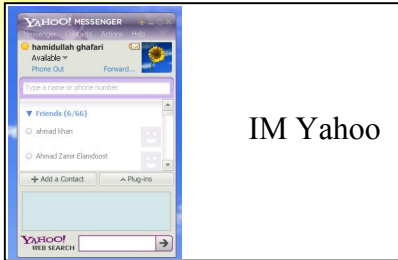 YAHOO! MESSENGER
Messenger Contacts Actions Help
hamidullah ghafari
Available
Phone Out Forward...
Type a name or phone number
Friends (6/66)
ahmad khan
Ahmad Zamir Elamdoost
+ Add a Contact
Plug-ins
YAHOO!
WEB SEARCH
IM Yahoo